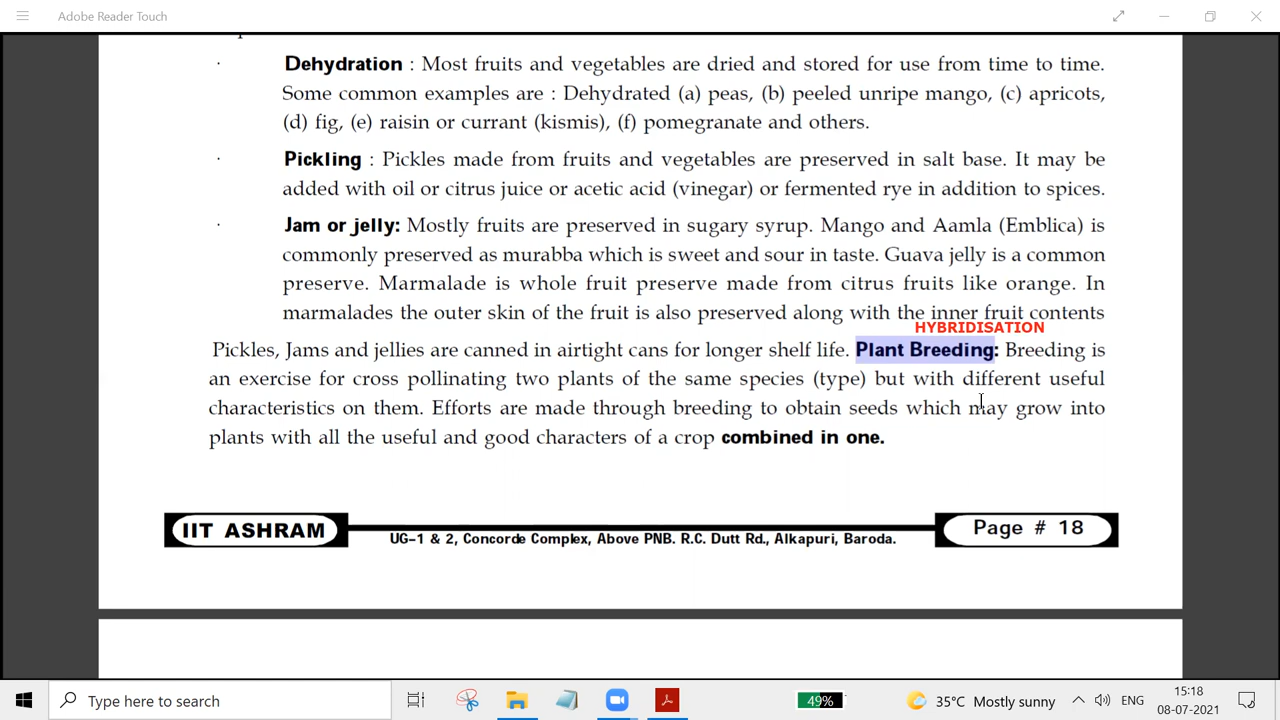 Adobe Reader Touch
· Dehydration : Most fruits and vegetables are dried and stored for use from time to time.
Some common examples are : Dehydrated (a) peas, (b) peeled unripe mango, (c) apricots,
(d) fig, (e) raisin or currant (kismis), (f) pomegranate and others.
· Pickling : Pickles made from fruits and vegetables are preserved in salt base. It may be
added with oil or citrus juice or acetic acid (vinegar) or fermented rye in addition to spices.
· Jam or jelly: Mostly fruits are preserved in sugary syrup. Mango and Aamla (Emblica) is
commonly preserved as murabba which is sweet and sour in taste. Guava jelly is a common
preserve. Marmalade is whole fruit preserve made from citrus fruits like orange. In
marmalades the outer skin of the fruit is also preserved along with the inner fruit contents
HYBRIDISATION
Pickles, Jams and jellies are canned in airtight cans for longer shelf life. Plant Breeding: Breeding is
an exercise for cross pollinating two plants of the same species (type) but with different useful
characteristics on them. Efforts are made through breeding to obtain seeds which may grow into
plants with all the useful and good characters of a crop combined in one.
IIT ASHRAM
UG-1 & 2, Concorde Complex, Above PNB. R.C. Dutt Rd., Alkapuri, Baroda.
Page # 18
Type here to search
49%
35°C Mostly sunny
ENG
15:18
08-07-2021